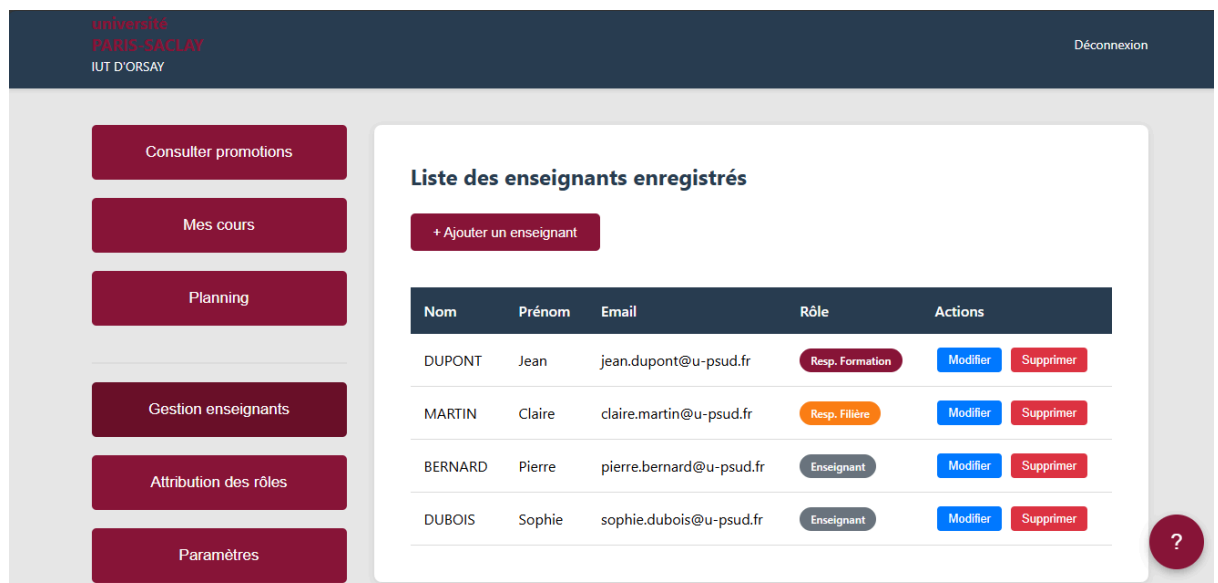 université
PARIS-SACLAY
IUT D'ORSAY
Déconnexion
Consulter promotions
Mes cours
Planning
Gestion enseignants
Attribution des rôles
Paramètres
Liste des enseignants enregistrés
+ Ajouter un enseignant
Nom Prénom Email Rôle Actions
DUPONT Jean jean.dupont@u-psud.fr Resp. Formation Modifier Supprimer
MARTIN Claire claire.martin@u-psud.fr Resp. Filière Modifier Supprimer
BERNARD Pierre pierre.bernard@u-psud.fr Enseignant Modifier Supprimer
DUBOIS Sophie sophie.dubois@u-psud.fr Enseignant Modifier Supprimer
?